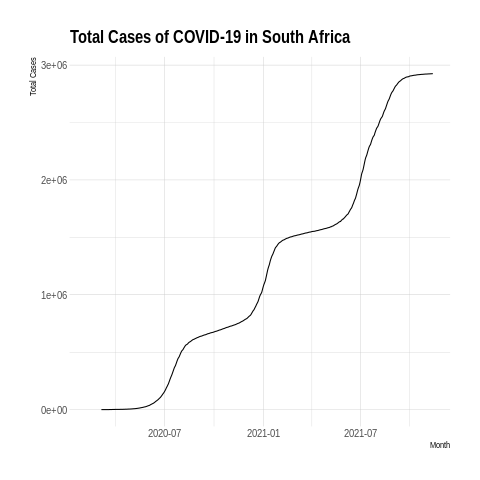 Total Cases of COVID-19 in South Africa
Total Cases
3e+06
2e+06
1e+06
0e+00
2020-07 2021-01 2021-07
Month